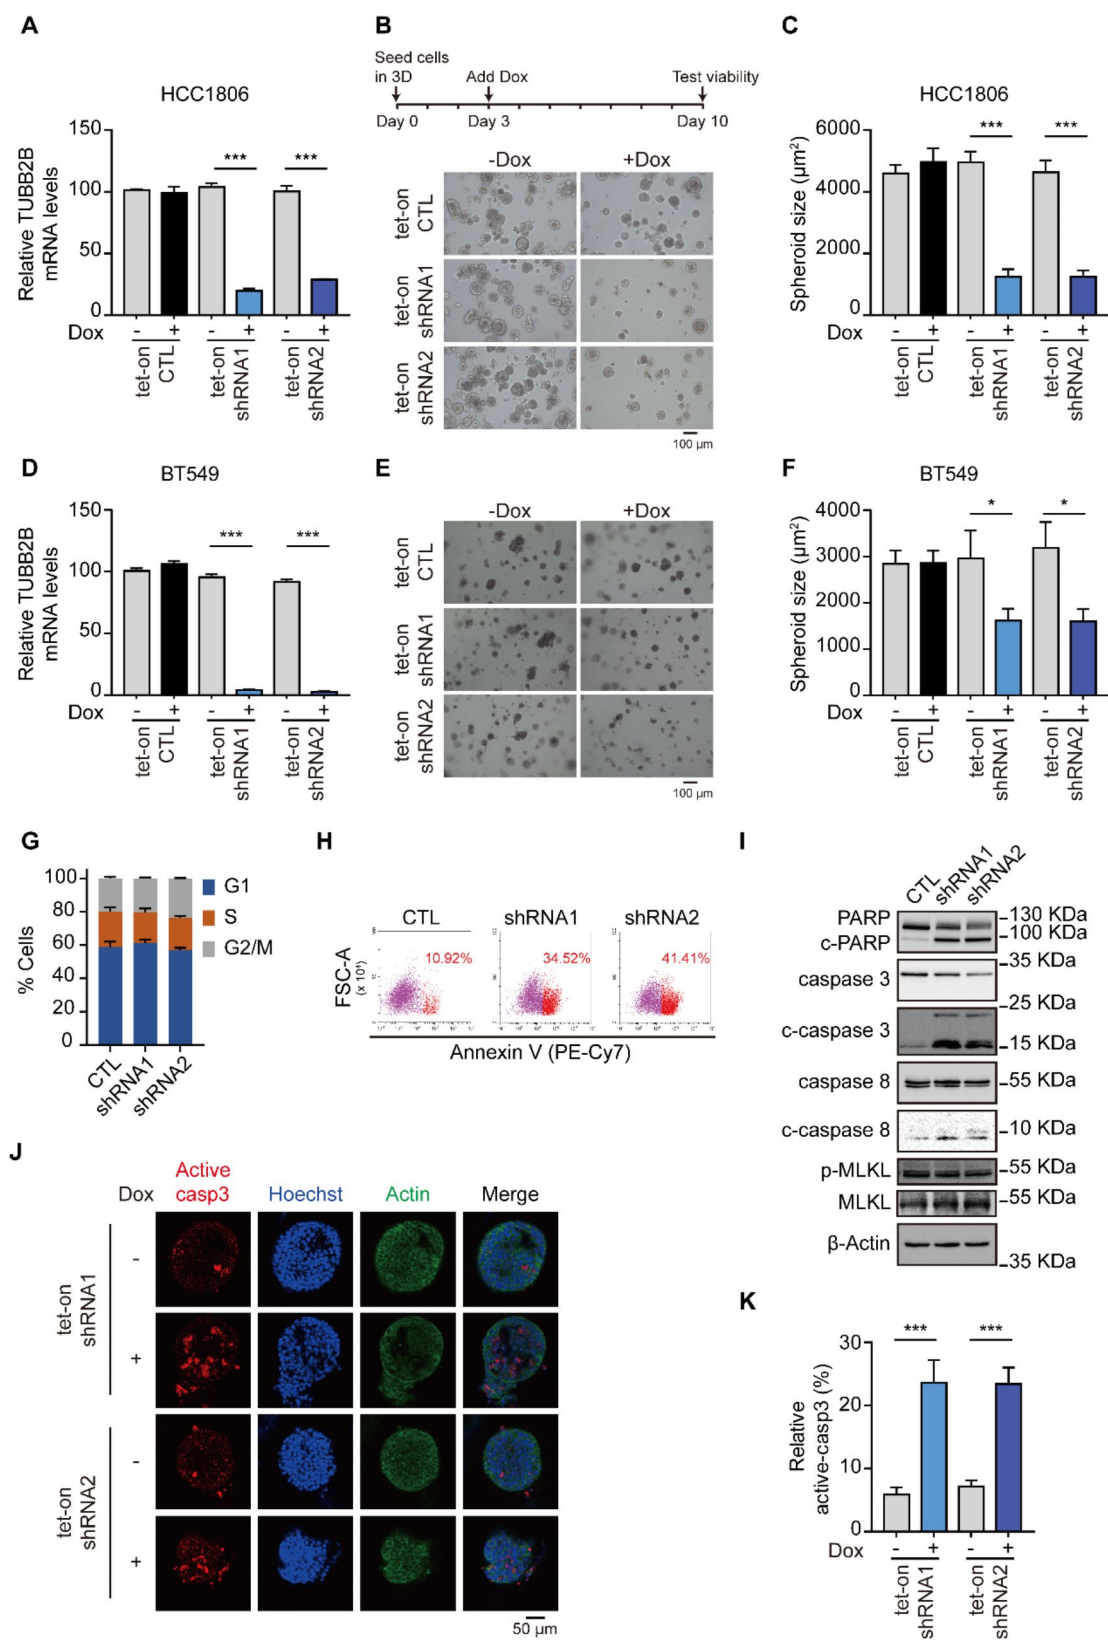 A
HCC1806
Relative TUBB2B
mRNA levels
150
100
50
0
***
***
Dox
- + - + - +
tet-on
CTL
tet-on
shRNA1
tet-on
shRNA2
B
Seed cells
in 3D
Add Dox
Test viability
Day 0
Day 3
Day 10
-Dox
+Dox
tet-on
CTL
tet-on
shRNA1
tet-on
shRNA2
100 µm
C
HCC1806
Spheroid size (µm²)
6000
4000
2000
0
***
***
Dox
- + - + - +
tet-on
CTL
tet-on
shRNA1
tet-on
shRNA2
D
BT549
Relative TUBB2B
mRNA levels
150
100
50
0
***
***
Dox
- + - + - +
tet-on
CTL
tet-on
shRNA1
tet-on
shRNA2
E
-Dox
+Dox
tet-on
CTL
tet-on
shRNA1
tet-on
shRNA2
100 µm
F
BT549
Spheroid size (µm²)
4000
3000
2000
1000
0
*
*
Dox
- + - + - +
tet-on
CTL
tet-on
shRNA1
tet-on
shRNA2
G
% Cells
100
80
60
40
20
0
G1
S
G2/M
CTL
shRNA1
shRNA2
H
CTL
shRNA1
shRNA2
10.92%
34.52%
41.41%
FSC-A
(x 10⁴)
Annexin V (PE-Cy7)
I
CTL
shRNA1
shRNA2
PARP
130 KDa
c-PARP
100 KDa
35 KDa
caspase 3
25 KDa
c-caspase 3
15 KDa
caspase 8
55 KDa
c-caspase 8
10 KDa
p-MLKL
55 KDa
MLKL
55 KDa
β-Actin
35 KDa
J
Dox
Active
casp3
Hoechst
Actin
Merge
tet-on
shRNA1
-
+
tet-on
shRNA2
-
+
50 µm
K
Relative
active-casp3 (%)
30
20
10
0
***
***
Dox
- + - +
tet-on
shRNA1
tet-on
shRNA2